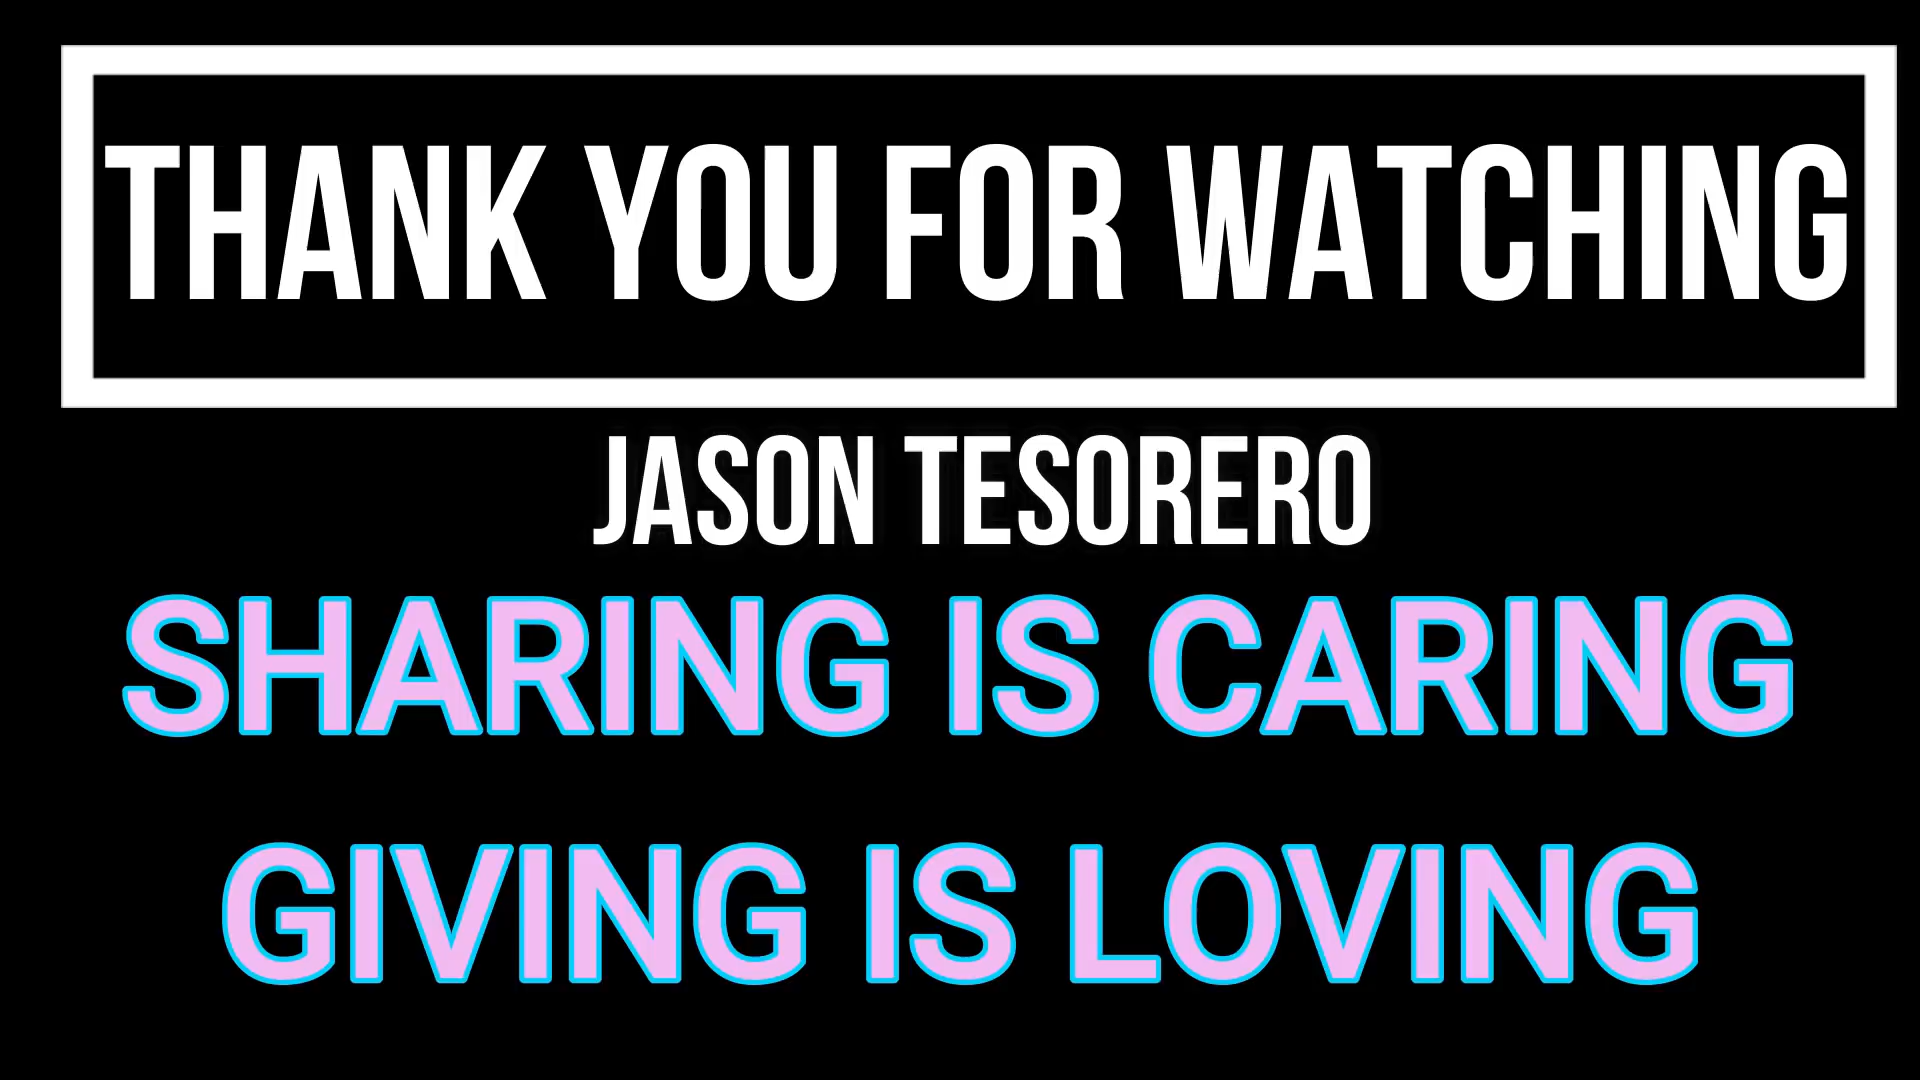 THANK YOU FOR WATCHING
JASON TESORERO
SHARING IS CARING
GIVING IS LOVING